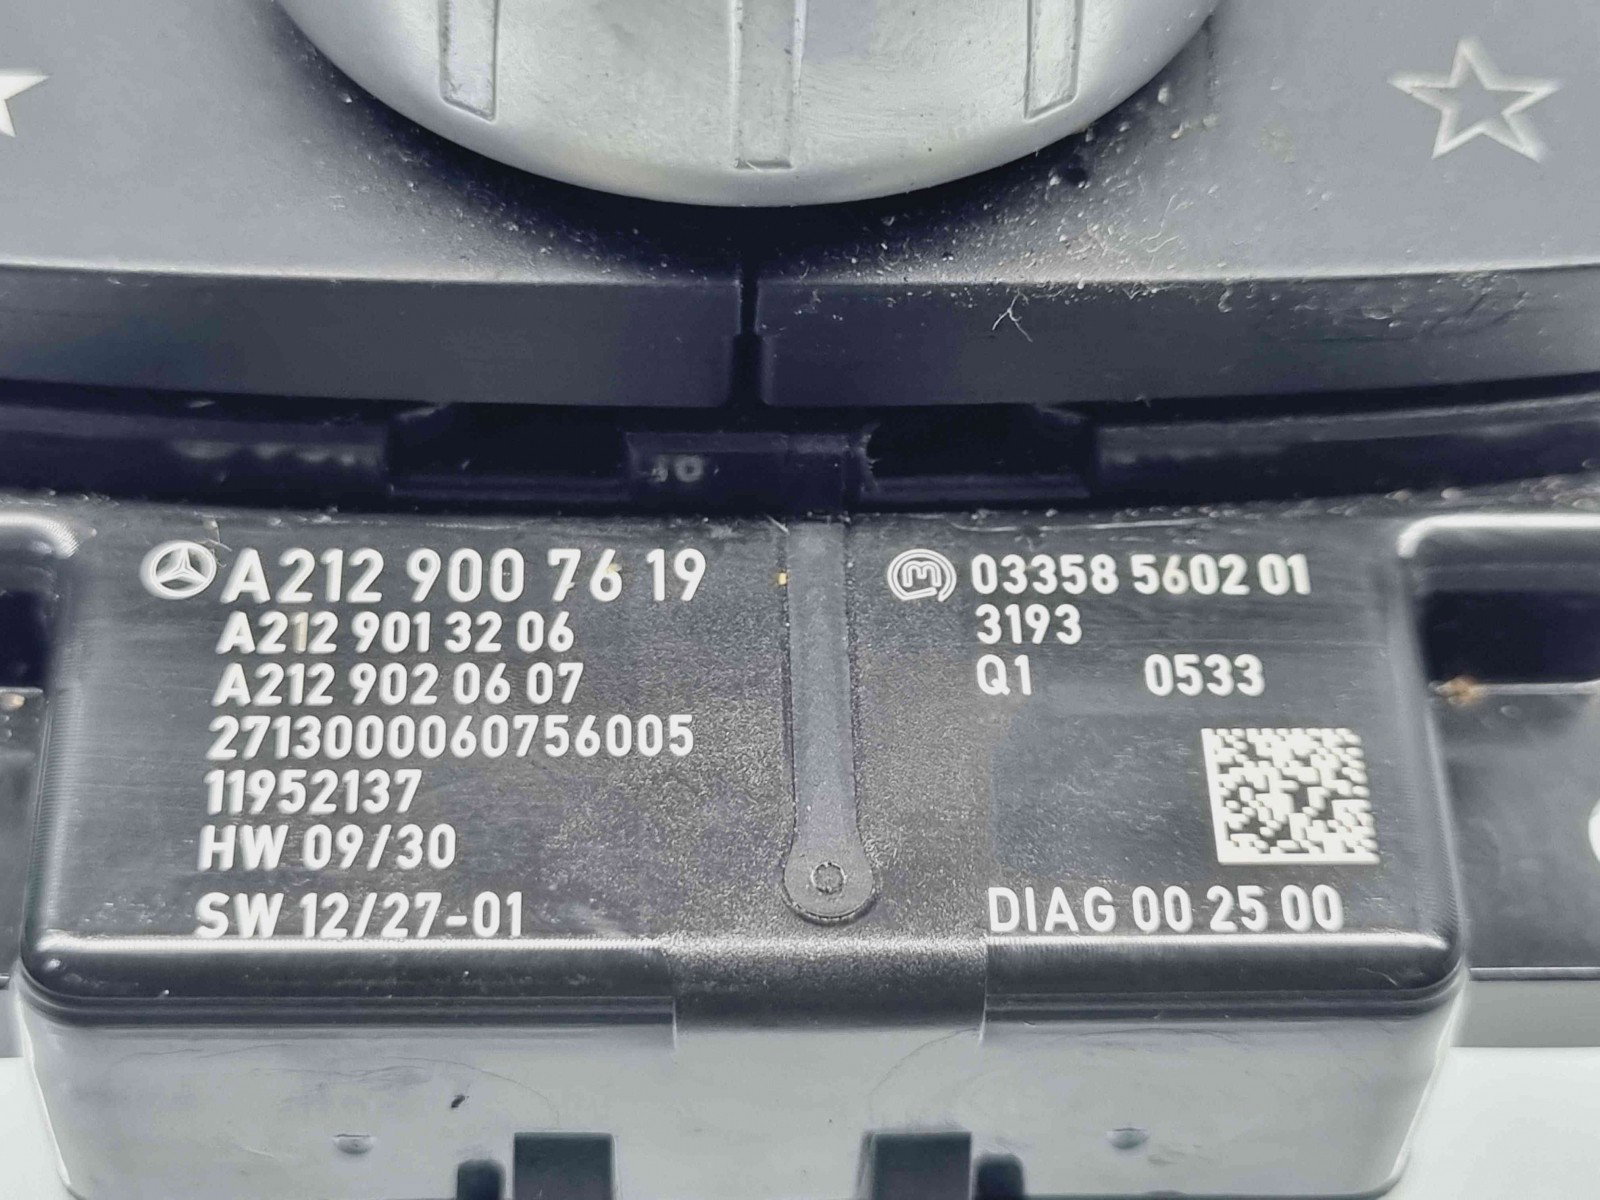 A212 900 76 19
A212 901 32 06
A212 902 06 07
2713000060756005
11952137
HW 09/30
SW 12/27-01
03358 5602 01
3193
Q1 0533
DIAG 00 25 00